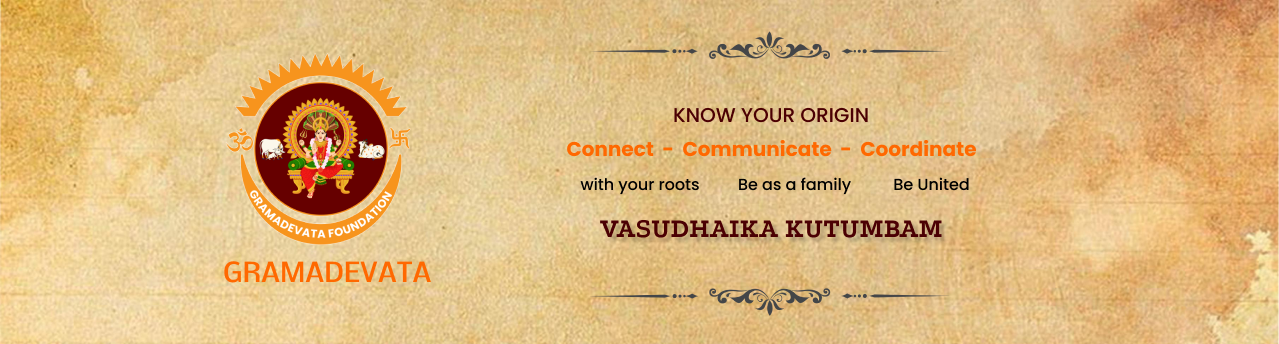 ॐ
GRAMADEVATA FOUNDATION
GRAMADEVATA
KNOW YOUR ORIGIN
Connect - Communicate - Coordinate
with your roots Be as a family Be United
VASUDHAIKA KUTUMBAM